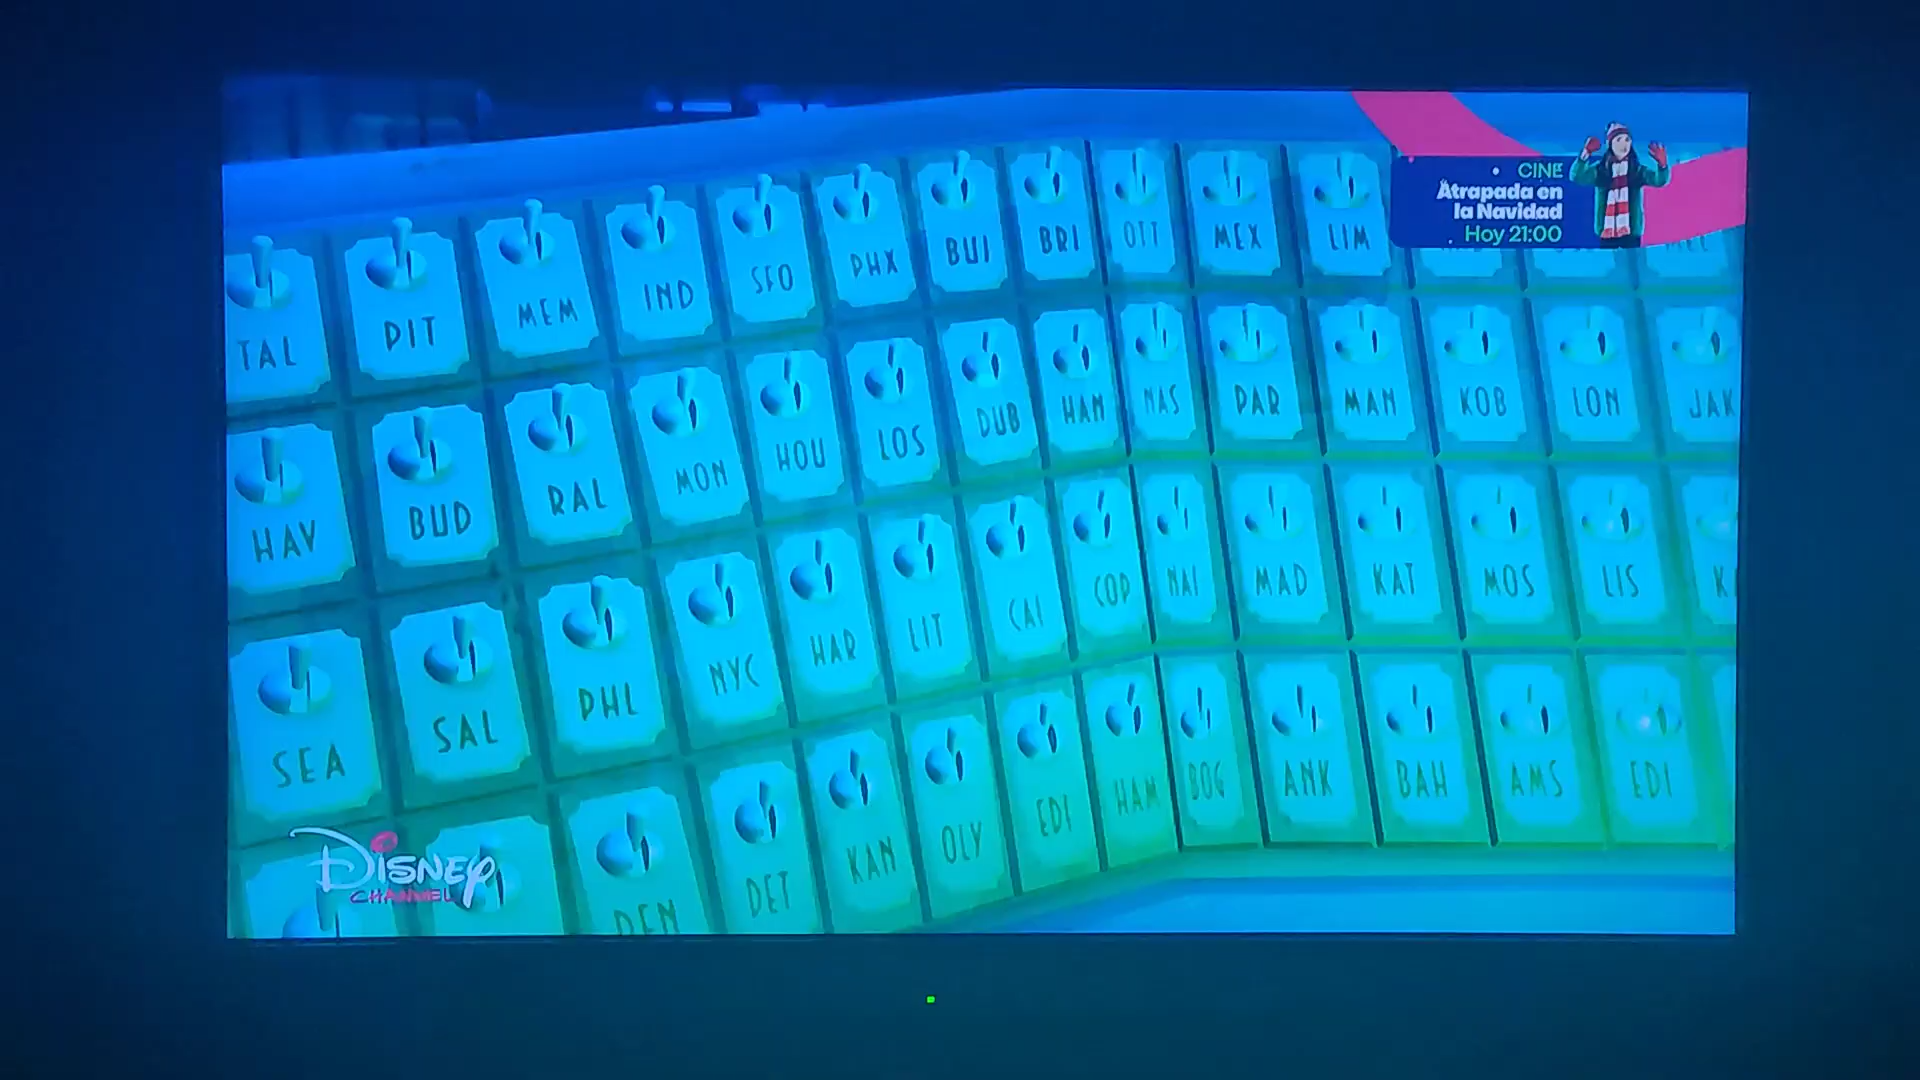 TAL PIT MEM IND SFO PHX BUI BRI OTT MEX LIM
HAV BUD RAL MON HOU LOS DUB HAN NAS PAR MAN KOB LON JAK
SEA SAL PHL NYC HAR LIT CAI COP NAI MAD KAT MOS LIS
DEN DET KAN OLY EDI HAM BOG ANK BAH AMS EDI
CINE
Atrapada en
la Navidad
Hoy 21:00
DISNEY
CHANNEL